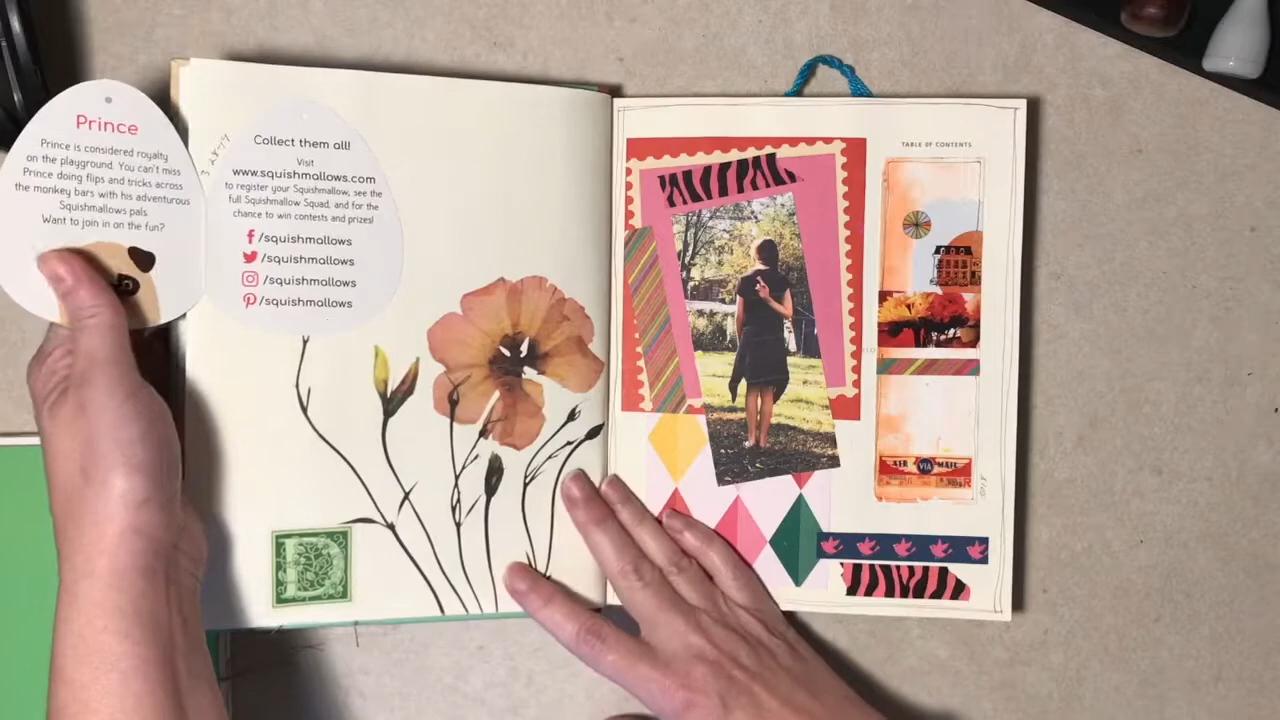 Prince
Prince is considered royalty
on the playground. You can't miss
Prince doing flips and tricks across
the monkey bars with his adventurous
Squishmallows pals.
Want to join in on the fun?
Collect them all!
Visit
www.squishmallows.com
to register your Squishmallow, see the
full Squishmallow Squad, and for the
chance to win contests and prizes!
/squishmallows
/squishmallows
/squishmallows
/squishmallows
D
TABLE OF CONTENTS
AIR VIA MAIL